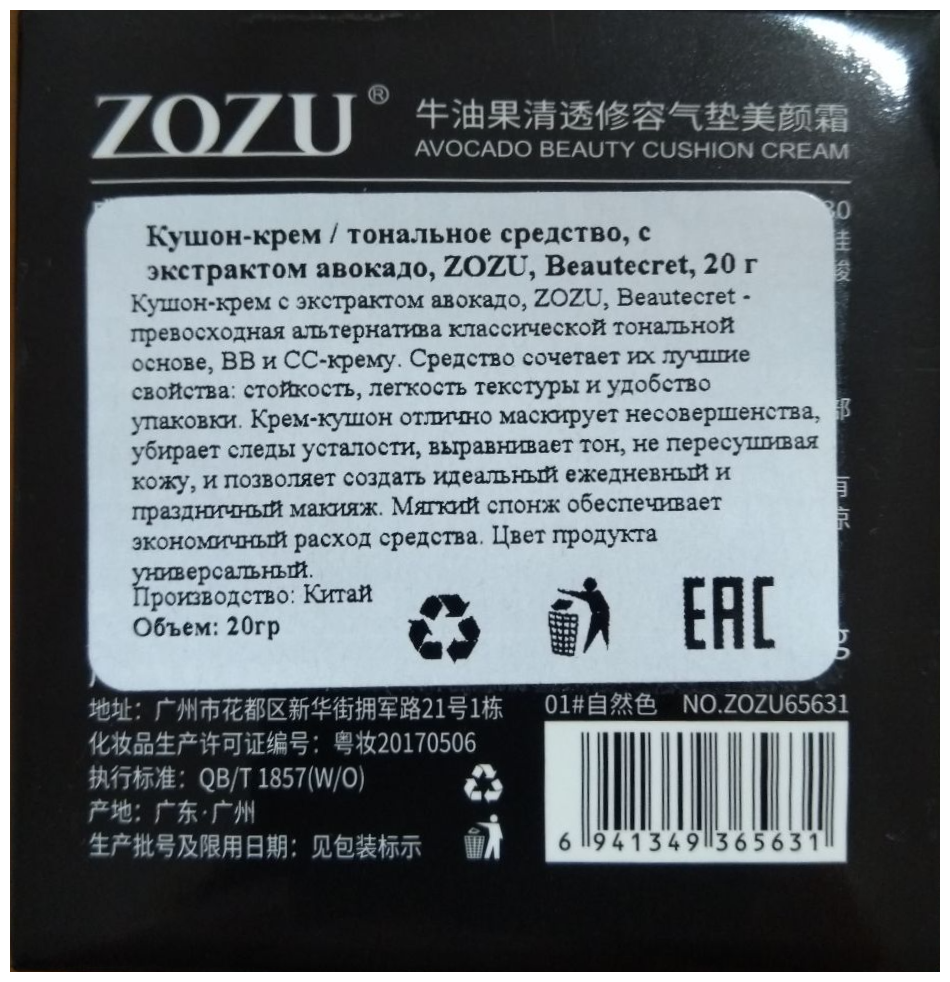 ZOZU®
牛油果清透修容气垫美颜霜
AVOCADO BEAUTY CUSHION CREAM
Кушон-крем / тональное средство, с
экстрактом авокадо, ZOZU, Beautecret, 20 г
Кушон-крем с экстрактом авокадо, ZOZU, Beautecret -
превосходная альтернатива классической тональной
основе, BB и CC-крему. Средство сочетает их лучшие
свойства: стойкость, легкость текстуры и удобство
упаковки. Крем-кушон отлично маскирует несовершенства,
убирает следы усталости, выравнивает тон, не пересушивая
кожу, и позволяет создать идеальный ежедневный и
праздничный макияж. Мягкий спонж обеспечивает
экономичный расход средства. Цвет продукта
универсальный.
Производство: Китай
Объем: 20гр
EAC
地址：广州市花都区新华街拥军路21号1栋
化妆品生产许可证编号：粤妆20170506
执行标准：QB/T 1857(W/O)
产地：广东·广州
生产批号及限用日期：见包装标示
01#自然色 NO.ZOZU65631
6 941349 365631